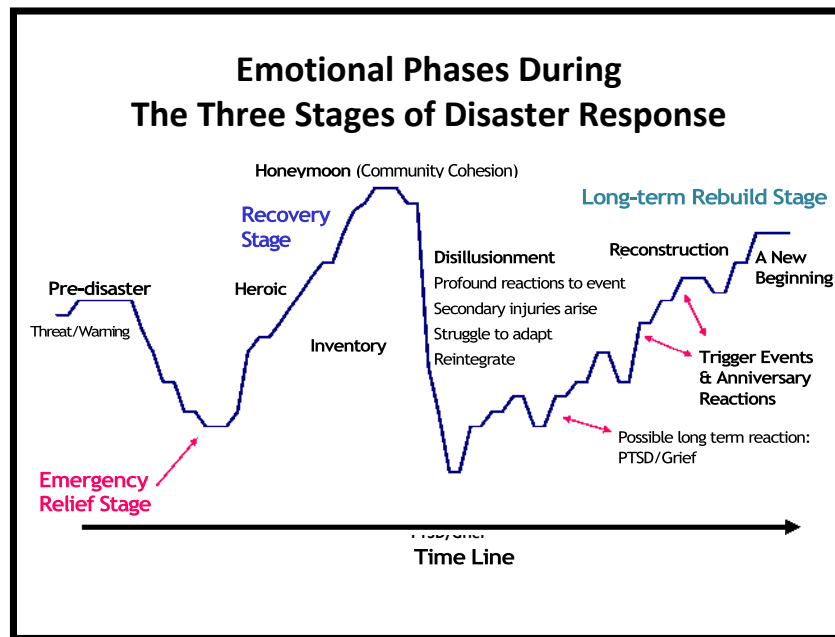 Emotional Phases During
The Three Stages of Disaster Response
Honeymoon (Community Cohesion)
Recovery
Stage
Long-term Rebuild Stage
Pre-disaster
Threat/Warning
Heroic
Inventory
Disillusionment
Profound reactions to event
Secondary injuries arise
Struggle to adapt
Reintegrate
Reconstruction
A New
Beginning
Trigger Events
& Anniversary
Reactions
Possible long term reaction:
PTSD/Grief
Emergency
Relief Stage
PTSD/Grief
Time Line